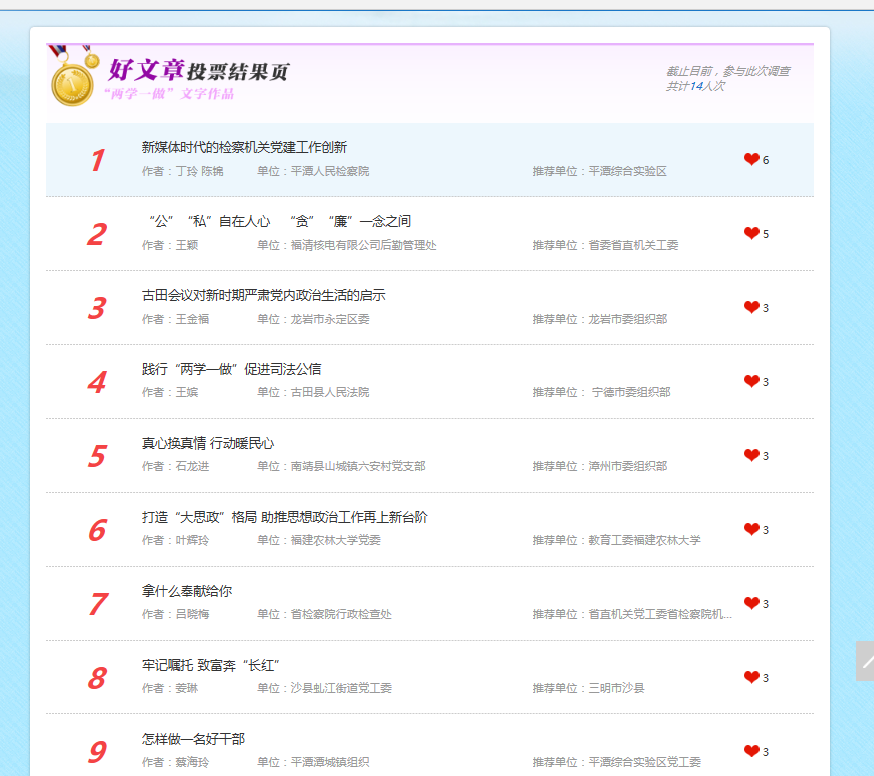 好文章投票结果页
“两学一做”文字作品
截止目前，参与此次调查
共计14人次
1
新媒体时代的检察机关党建工作创新
作者：丁玲 陈娴 单位：平潭人民检察院 推荐单位：平潭综合实验区
6
2
“公”“私”自在人心 “贪”“廉”一念之间
作者：王颖 单位：福清核电有限公司后勤管理处 推荐单位：省委省直机关工委
5
3
古田会议对新时期严肃党内政治生活的启示
作者：王金福 单位：龙岩市永定区委 推荐单位：龙岩市委组织部
3
4
践行“两学一做”促进司法公信
作者：王嫔 单位：古田县人民法院 推荐单位： 宁德市委组织部
3
5
真心换真情 行动暖民心
作者：石龙进 单位：南靖县山城镇六安村党支部 推荐单位：漳州市委组织部
3
6
打造“大思政”格局 助推思想政治工作再上新台阶
作者：叶辉玲 单位：福建农林大学党委 推荐单位：教育工委福建农林大学
3
7
拿什么奉献给你
作者：吕晓梅 单位：省检察院行政检查处 推荐单位：省直机关党工委省检察院机...
3
8
牢记嘱托 致富奔“长红”
作者：姜琳 单位：沙县虬江街道党工委 推荐单位：三明市沙县
3
9
怎样做一名好干部
作者：蔡海玲 单位：平潭潭城镇组织 推荐单位：平潭综合实验区党工委
3